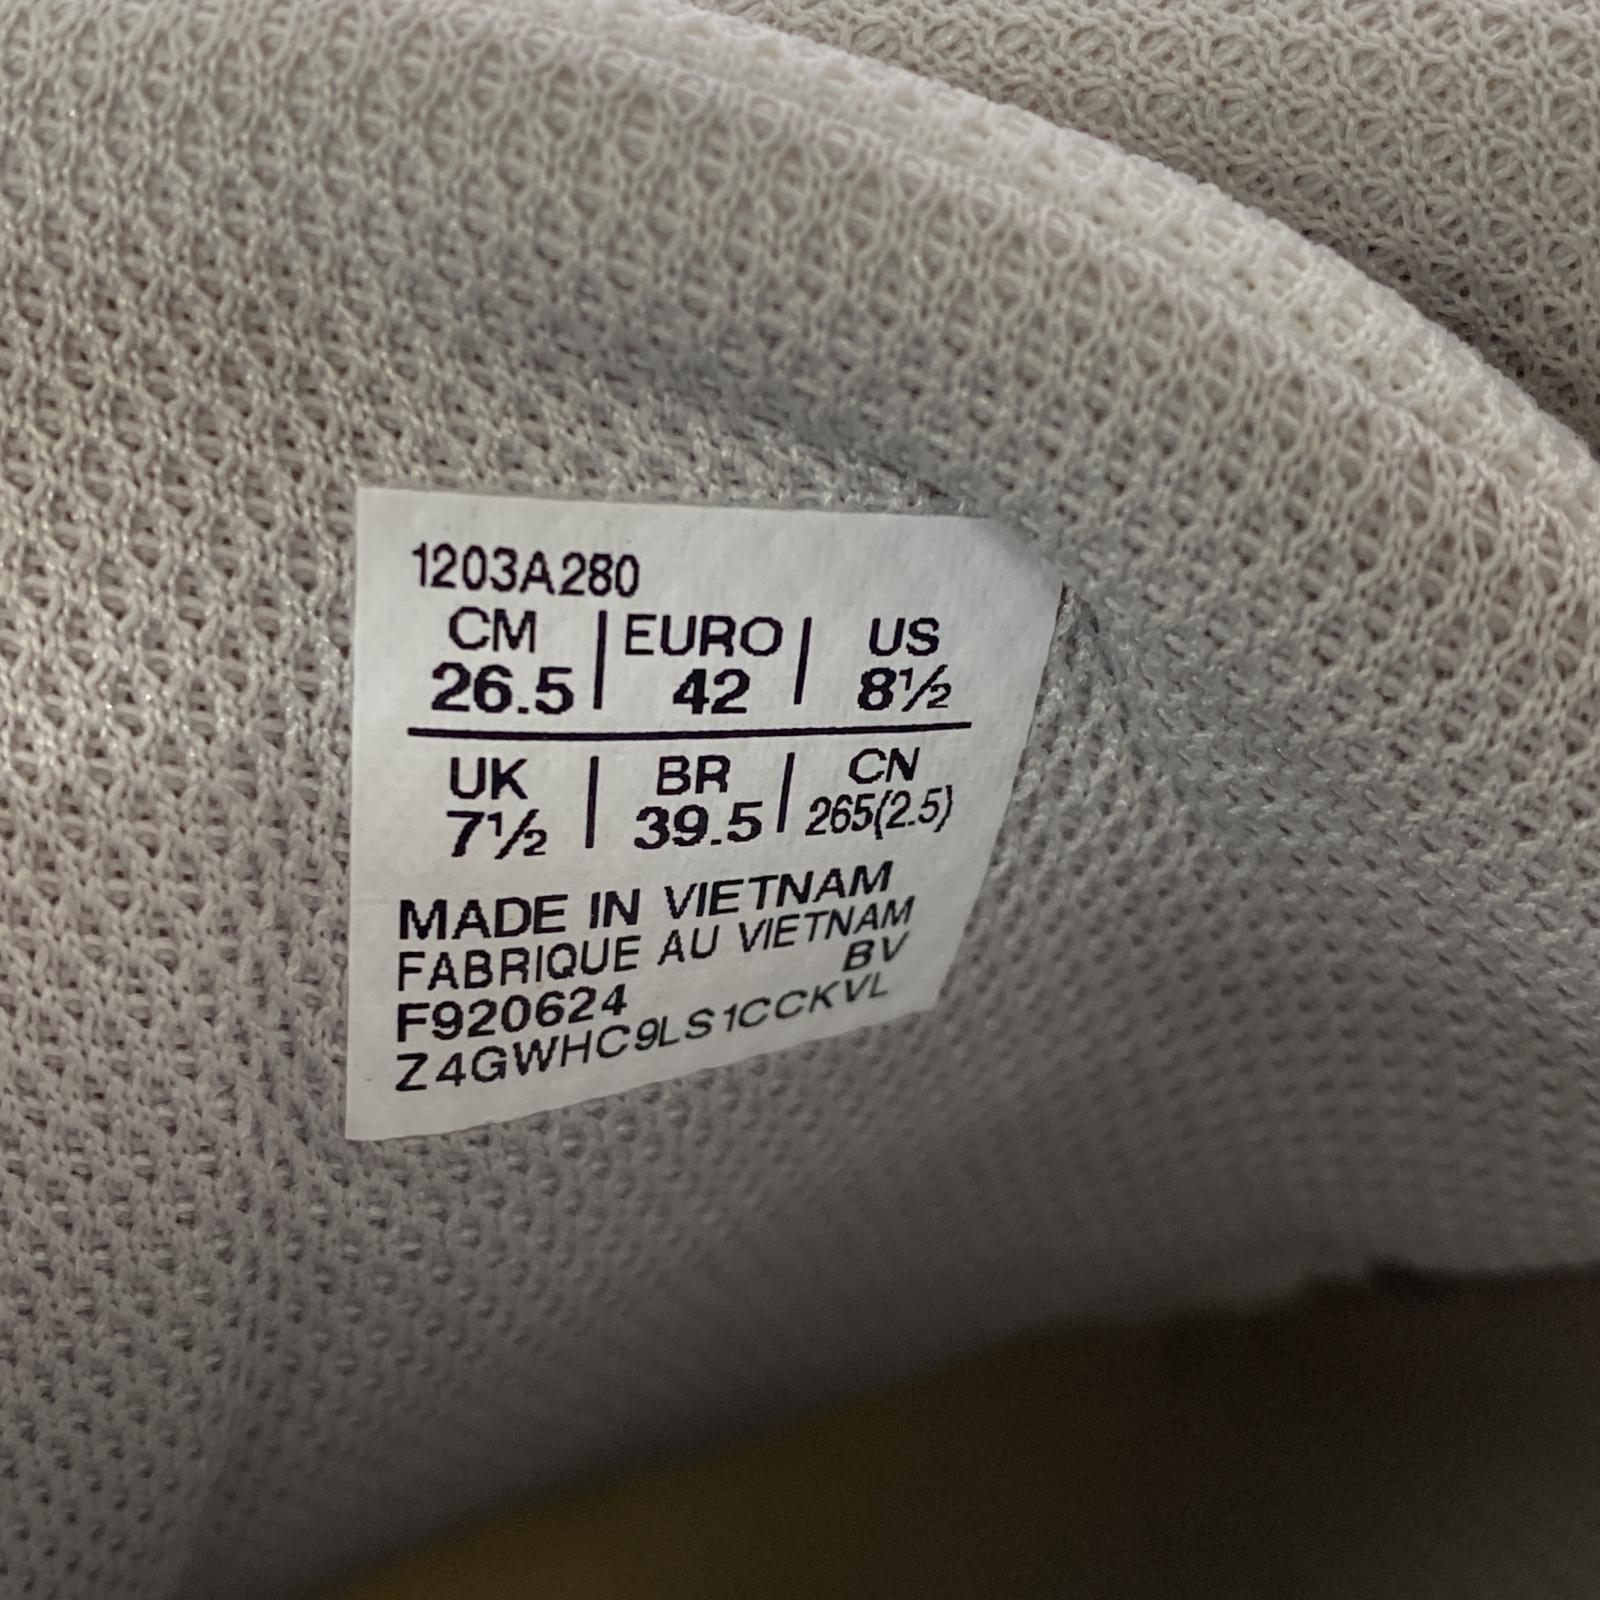 1203A280
CM | EURO | US
26.5 | 42 | 8½
UK | BR | CN
7½ | 39.5 | 265(2.5)
MADE IN VIETNAM
FABRIQUE AU VIETNAM
BV
F920624
Z4GWHC9LS1CCKVL